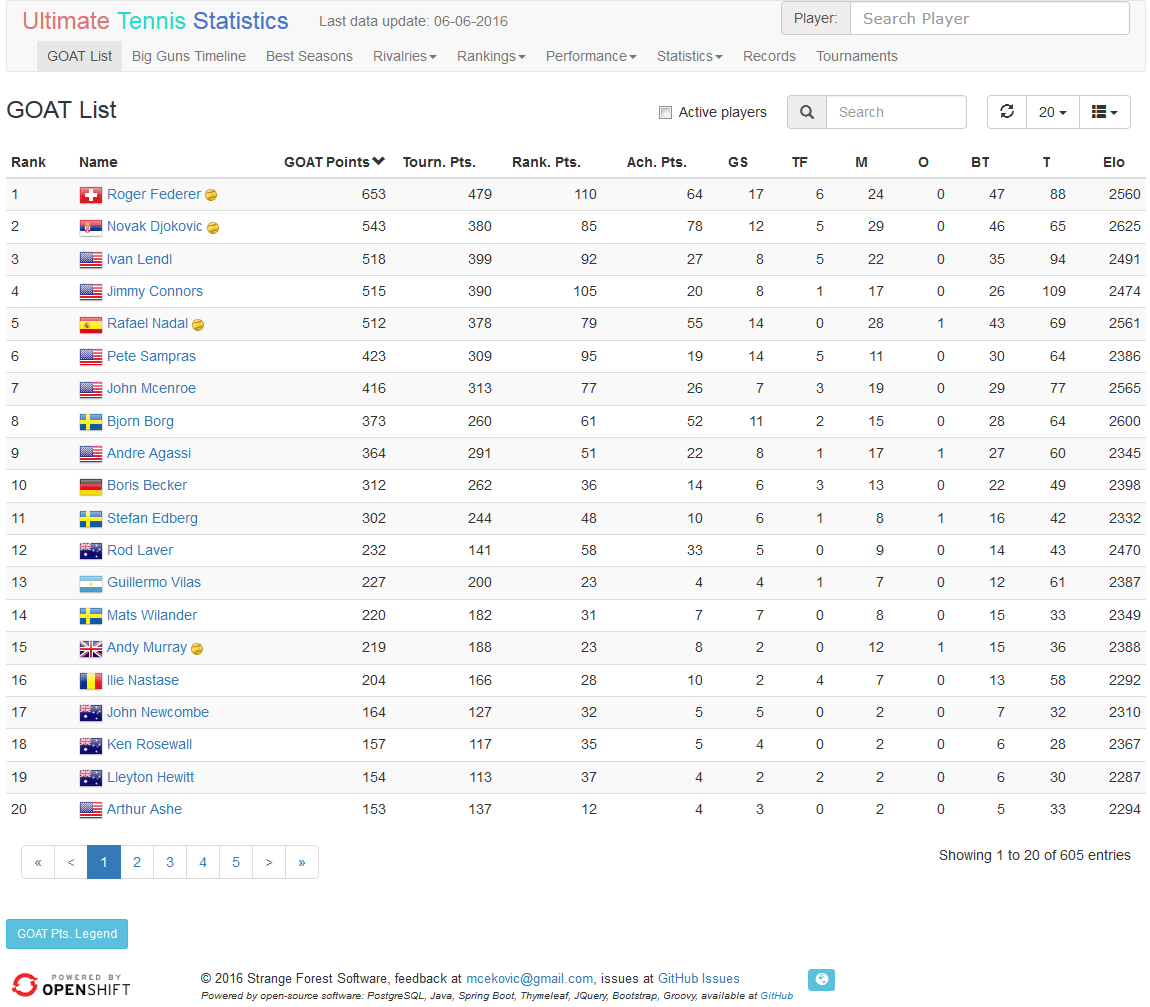 Ultimate Tennis Statistics Last data update: 06-06-2016 Player: Search Player
GOAT List Big Guns Timeline Best Seasons Rivalries Rankings Performance Statistics Records Tournaments
GOAT List Active players Search 20
Rank Name GOAT Points Tourn. Pts. Rank. Pts. Ach. Pts. GS TF M O BT T Elo
1 Roger Federer 653 479 110 64 17 6 24 0 47 88 2560
2 Novak Djokovic 543 380 85 78 12 5 29 0 46 65 2625
3 Ivan Lendl 518 399 92 27 8 5 22 0 35 94 2491
4 Jimmy Connors 515 390 105 20 8 1 17 0 26 109 2474
5 Rafael Nadal 512 378 79 55 14 0 28 1 43 69 2561
6 Pete Sampras 423 309 95 19 14 5 11 0 30 64 2386
7 John Mcenroe 416 313 77 26 7 3 19 0 29 77 2565
8 Bjorn Borg 373 260 61 52 11 2 15 0 28 64 2600
9 Andre Agassi 364 291 51 22 8 1 17 1 27 60 2345
10 Boris Becker 312 262 36 14 6 3 13 0 22 49 2398
11 Stefan Edberg 302 244 48 10 6 1 8 1 16 42 2332
12 Rod Laver 232 141 58 33 5 0 9 0 14 43 2470
13 Guillermo Vilas 227 200 23 4 4 1 7 0 12 61 2387
14 Mats Wilander 220 182 31 7 7 0 8 0 15 33 2349
15 Andy Murray 219 188 23 8 2 0 12 1 15 36 2388
16 Ilie Nastase 204 166 28 10 2 4 7 0 13 58 2292
17 John Newcombe 164 127 32 5 5 0 2 0 7 32 2310
18 Ken Rosewall 157 117 35 5 4 0 2 0 6 28 2367
19 Lleyton Hewitt 154 113 37 4 2 2 2 0 6 30 2287
20 Arthur Ashe 153 137 12 4 3 0 2 0 5 33 2294
« < 1 2 3 4 5 > » Showing 1 to 20 of 605 entries
GOAT Pts. Legend
POWERED BY
OPENSHIFT
© 2016 Strange Forest Software, feedback at mcekovic@gmail.com, issues at GitHub Issues
Powered by open-source software: PostgreSQL, Java, Spring Boot, Thymeleaf, JQuery, Bootstrap, Groovy, available at GitHub